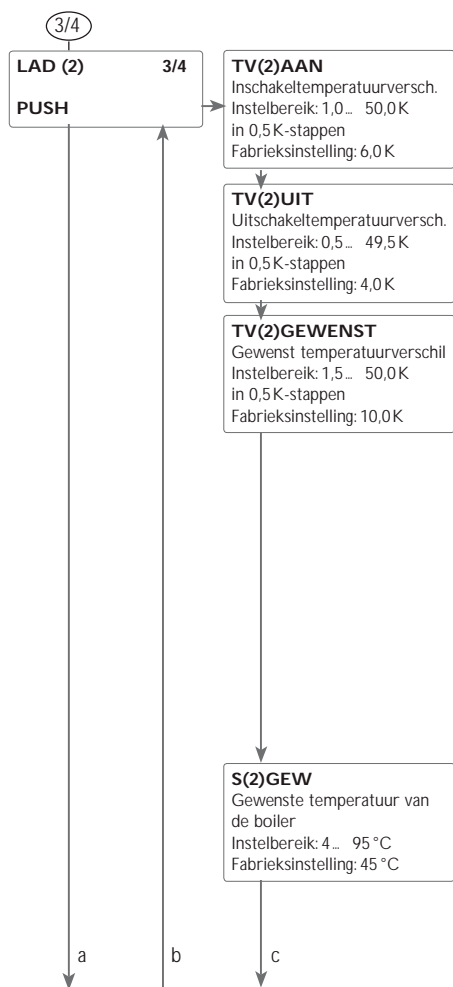 3/4
LAD (2) 3/4
PUSH
TV(2)AAN
Inschakeltemperatuurversch.
Instelbereik: 1,0... 50,0 K
in 0,5 K-stappen
Fabrieksinstelling: 6,0 K
TV(2)UIT
Uitschakeltemperatuurversch.
Instelbereik: 0,5... 49,5 K
in 0,5 K-stappen
Fabrieksinstelling: 4,0 K
TV(2)GEWENST
Gewenst temperatuurverschil
Instelbereik: 1,5... 50,0 K
in 0,5 K-stappen
Fabrieksinstelling: 10,0 K
S(2)GEW
Gewenste temperatuur van
de boiler
Instelbereik: 4... 95 °C
Fabrieksinstelling: 45 °C
a b c